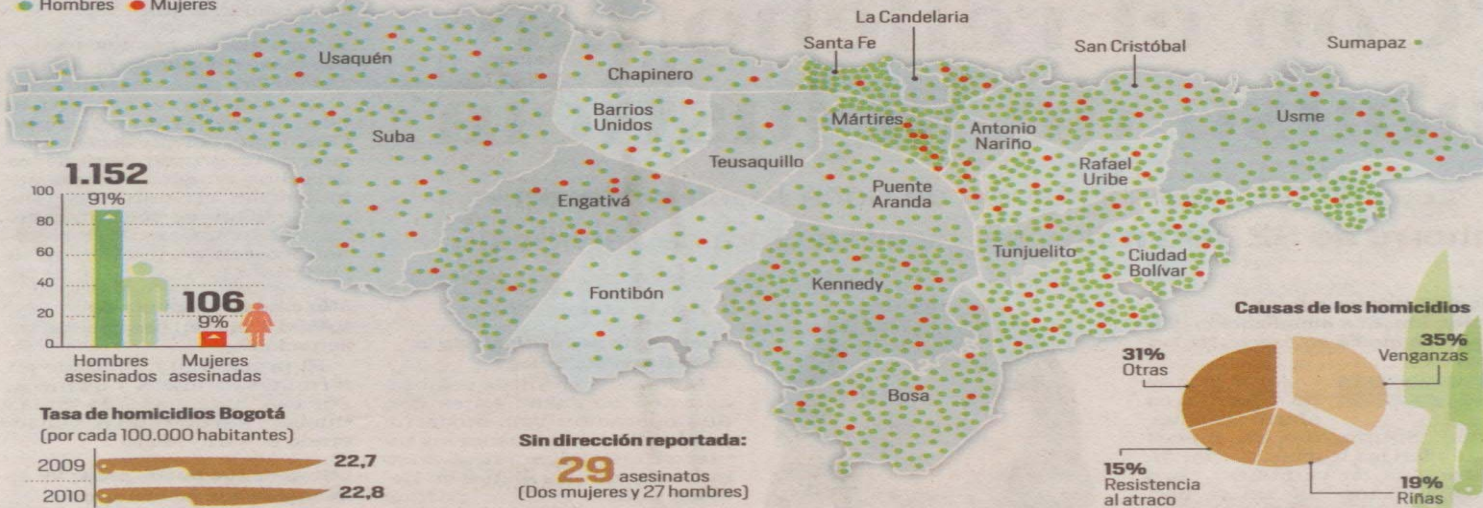 Hombres Mujeres
La Candelaria
Santa Fe
San Cristóbal
Sumapaz
Usaquén
Chapinero
Barrios
Unidos
Suba
Mártires
Antonio
Nariño
Usme
Teusaquillo
Rafael
Uribe
Engativá
Puente
Aranda
Tunjuelito
Ciudad
Bolívar
Fontibón
Kennedy
Bosa
1.152
91%
100
80
60
40
20
0
106
9%
Hombres
asesinados
Mujeres
asesinadas
Tasa de homicidios Bogotá
(por cada 100.000 habitantes)
2009 22,7
2010 22,8
Sin dirección reportada:
29 asesinatos
(Dos mujeres y 27 hombres)
Causas de los homicidios
31%
Otras
35%
Venganzas
15%
Resistencia
al atraco
19%
Riñas